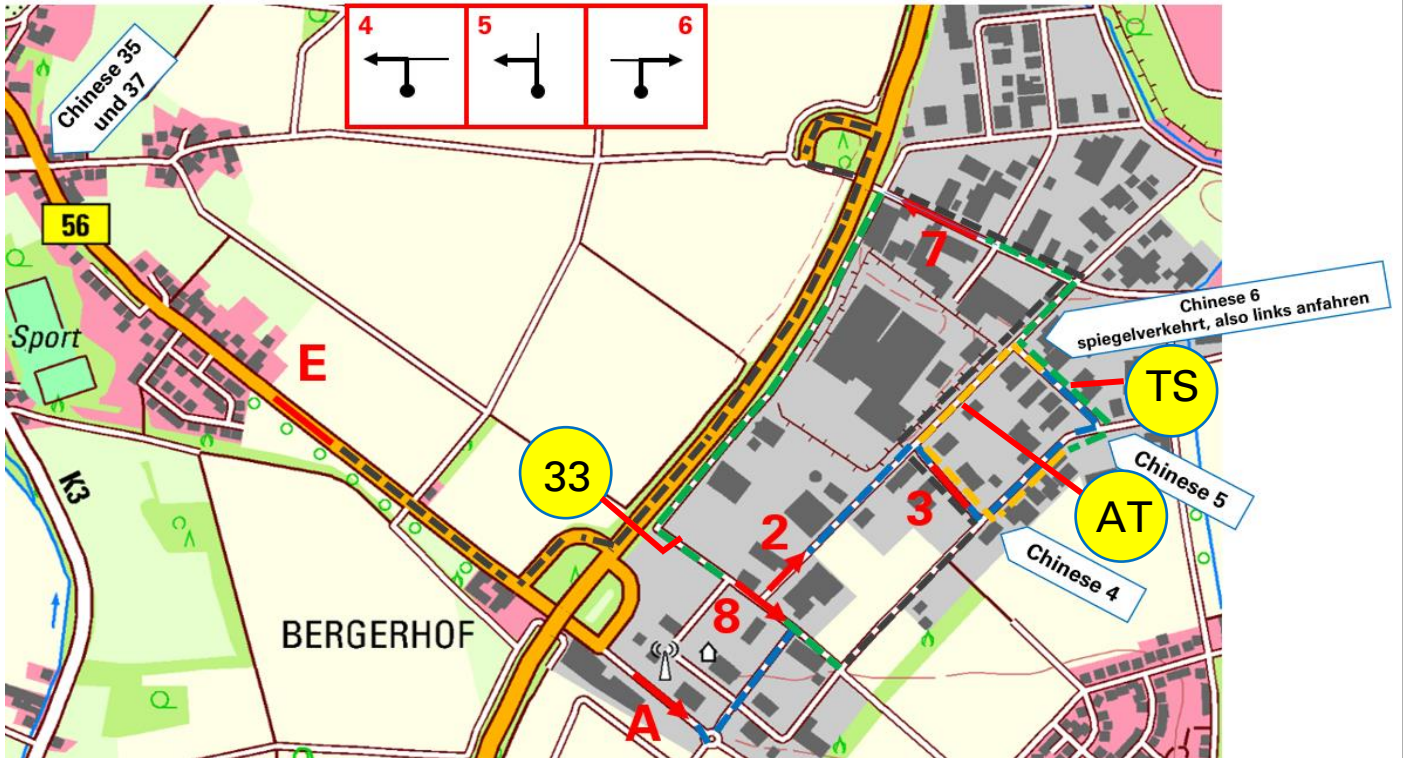 4
5
6
Chinese 35
und 37
56
Sport
K3
E
7
Chinese 6
spiegelverkehrt, also links anfahren
TS
33
3
AT
Chinese 5
2
Chinese 4
BERGERHOF
8
A